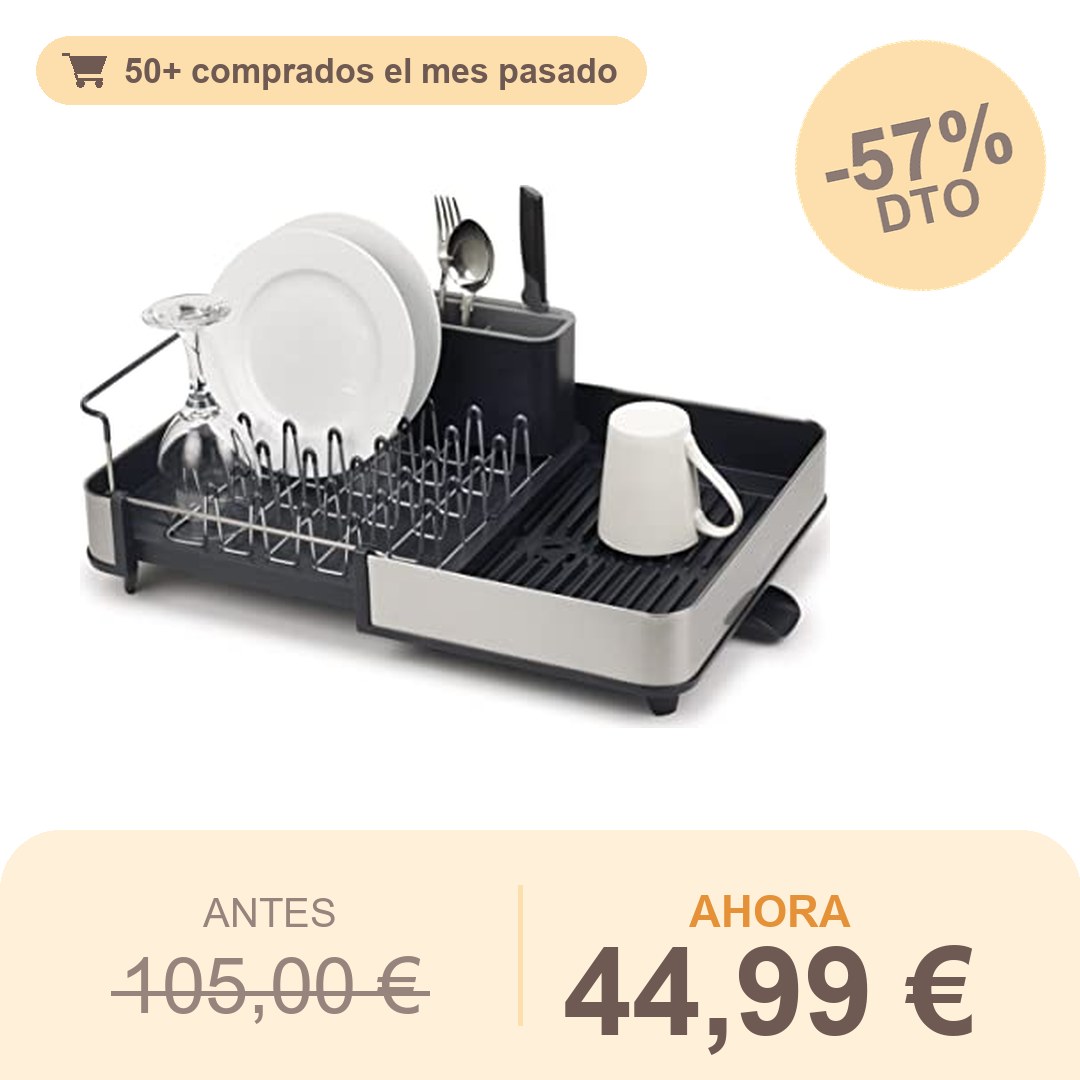 50+ comprados el mes pasado
-57%
DTO
ANTES
105,00 €
AHORA
44,99 €